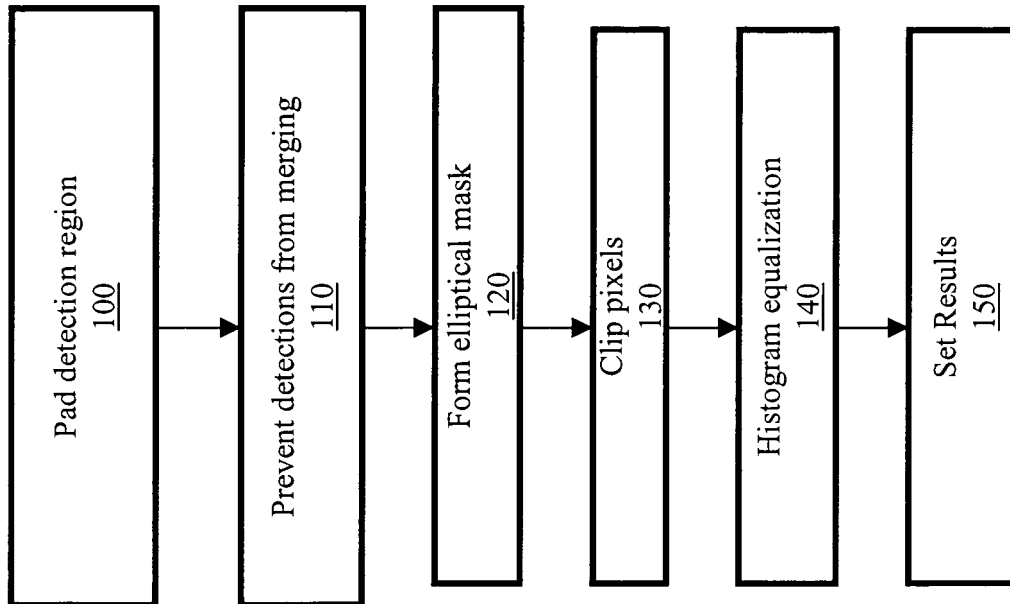 Pad detection region
100
Prevent detections from merging
110
Form elliptical mask
120
Clip pixels
130
Histogram equalization
140
Set Results
150